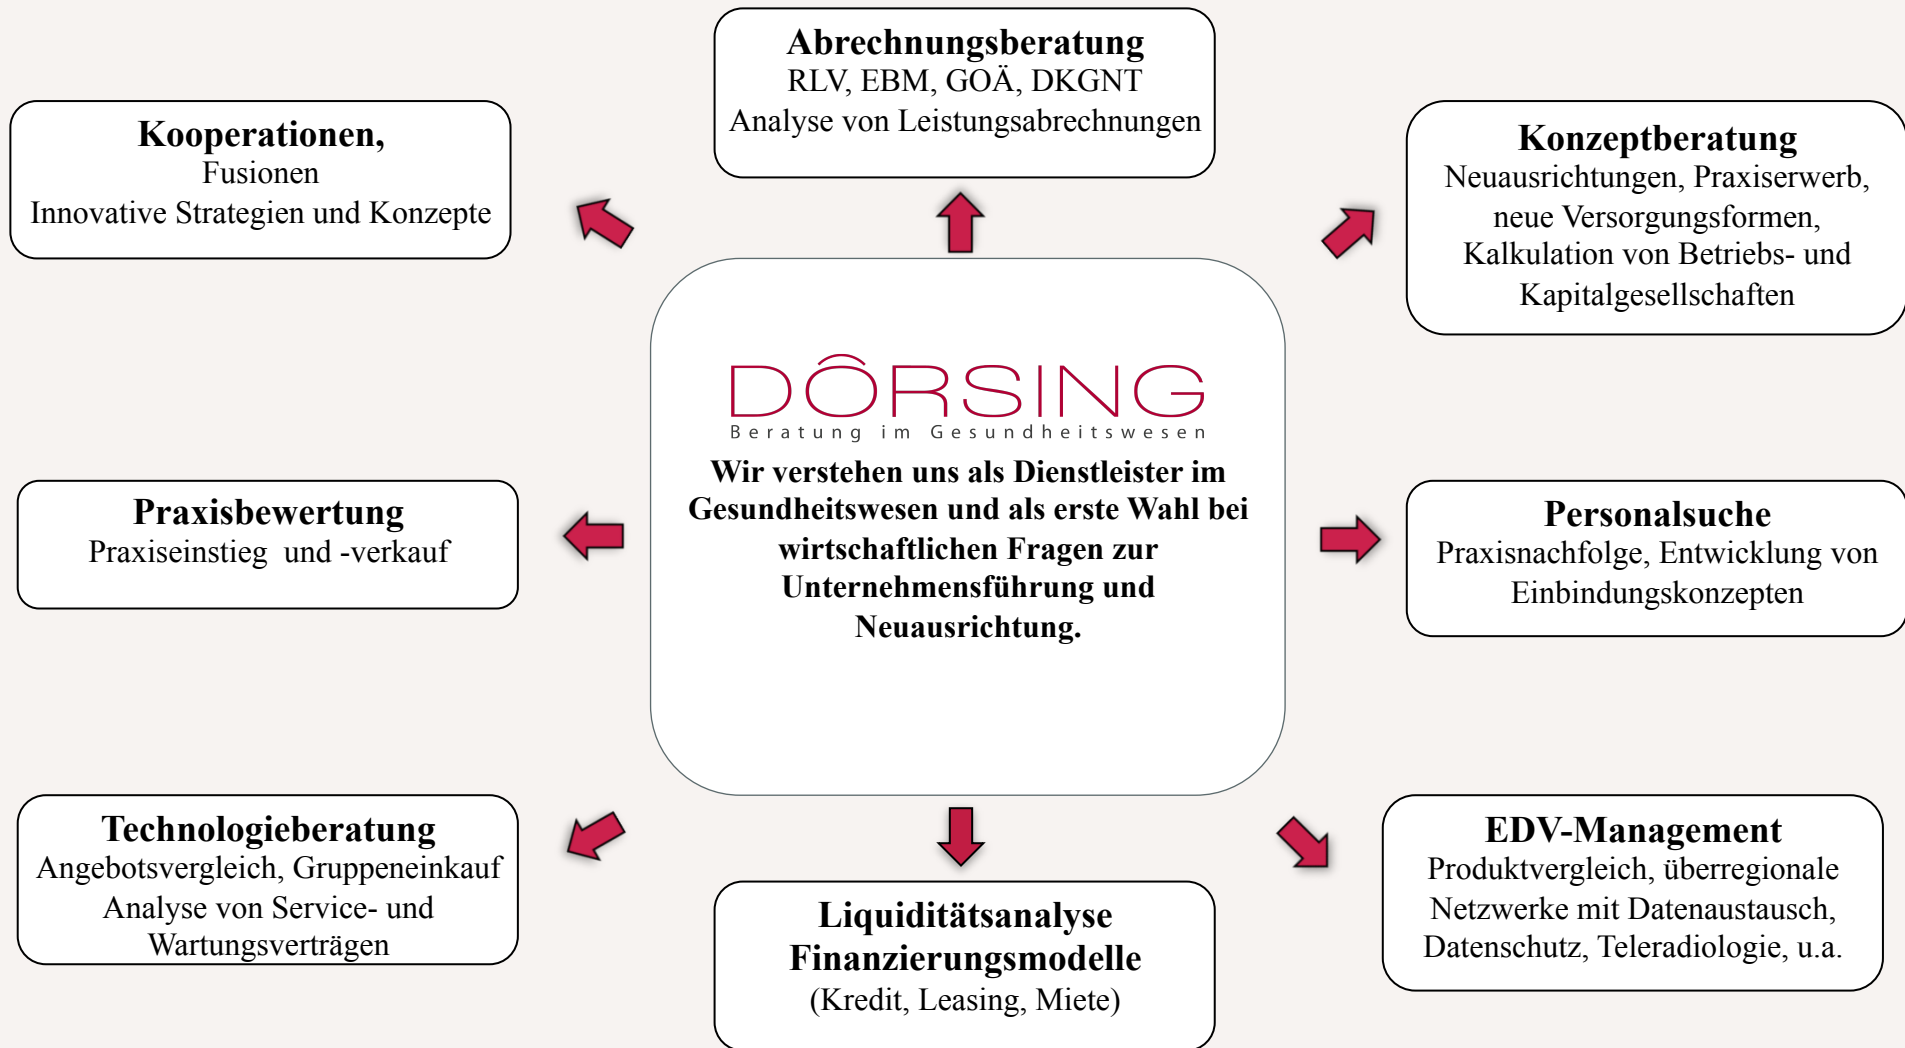 Abrechnungsberatung
RLV, EBM, GOÄ, DKGNT
Analyse von Leistungsabrechnungen
Kooperationen,
Fusionen
Innovative Strategien und Konzepte
Konzeptberatung
Neuausrichtungen, Praxiserwerb,
neue Versorgungsformen,
Kalkulation von Betriebs- und
Kapitalgesellschaften
DÔRSING
Beratung im Gesundheitswesen
Wir verstehen uns als Dienstleister im
Gesundheitswesen und als erste Wahl bei
wirtschaftlichen Fragen zur
Unternehmensführung und
Neuausrichtung.
Praxisbewertung
Praxiseinstieg und -verkauf
Personalsuche
Praxisnachfolge, Entwicklung von
Einbindungskonzepten
Technologieberatung
Angebotsvergleich, Gruppeneinkauf
Analyse von Service- und
Wartungsverträgen
Liquiditätsanalyse
Finanzierungsmodelle
(Kredit, Leasing, Miete)
EDV-Management
Produktvergleich, überregionale
Netzwerke mit Datenaustausch,
Datenschutz, Teleradiologie, u.a.